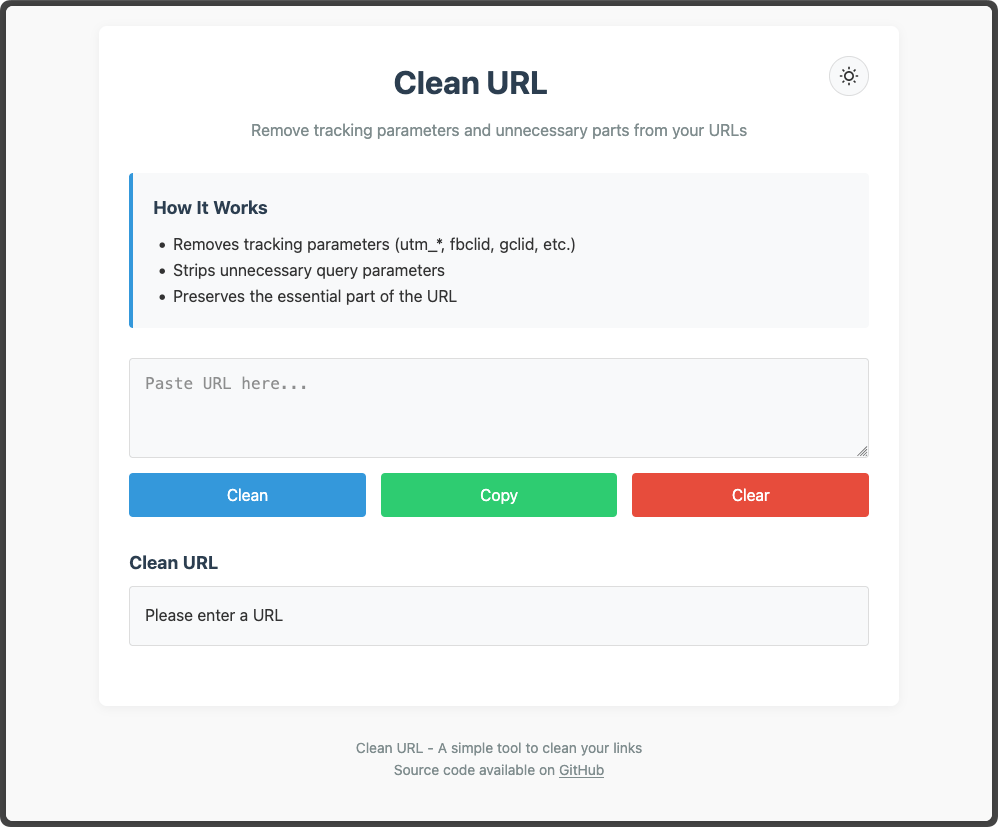 Clean URL
Remove tracking parameters and unnecessary parts from your URLs
How It Works
• Removes tracking parameters (utm_*, fbclid, gclid, etc.)
• Strips unnecessary query parameters
• Preserves the essential part of the URL
Paste URL here...
Clean Copy Clear
Clean URL
Please enter a URL
Clean URL - A simple tool to clean your links
Source code available on GitHub